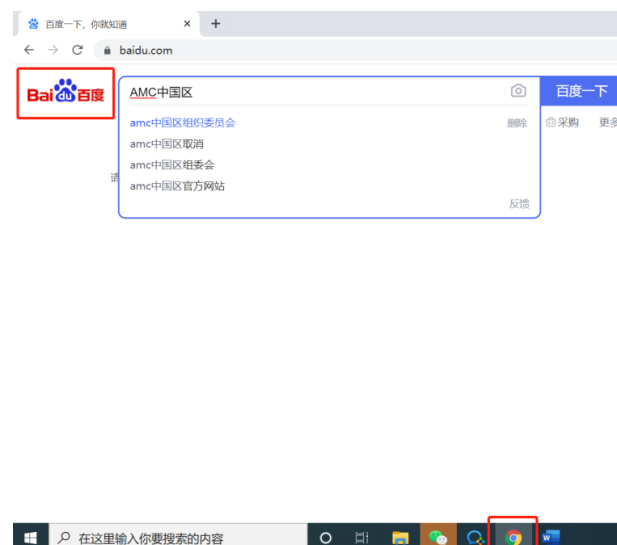 百度一下，你就知道
baidu.com
Bai du 百度
AMC中国区
百度一下
amc中国区组织委员会
删除
采购
更多
amc中国区取消
amc中国区组委会
请
amc中国区官方网站
反馈
在这里输入你要搜索的内容